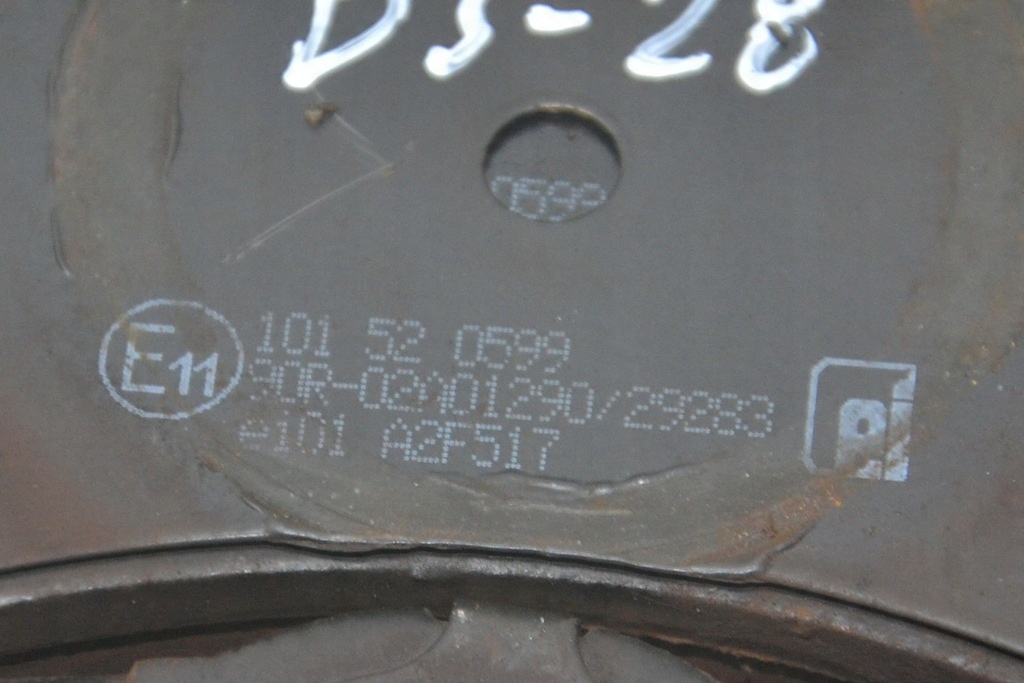 DS-28
0599
E11
101 52 0599
90R-02A01290/29283
e101 A2F517